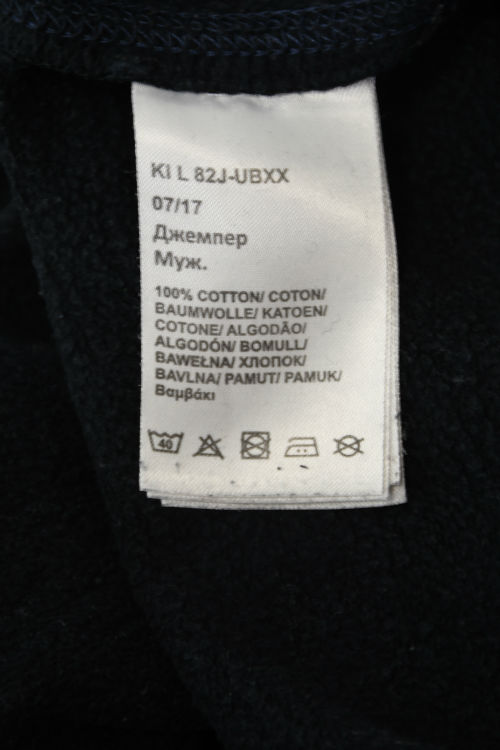 KI L 82J-UBXX
07/17
Джемпер
Муж.
100% COTTON/ COTON/
BAUMWOLLE/ KATOEN/
COTONE/ ALGODÃO/
ALGODÓN/ BOMULL/
BAWEŁNA/ ХЛОПОК/
BAVLNA/ PAMUT/ PAMUK/
Βαμβάκι
40